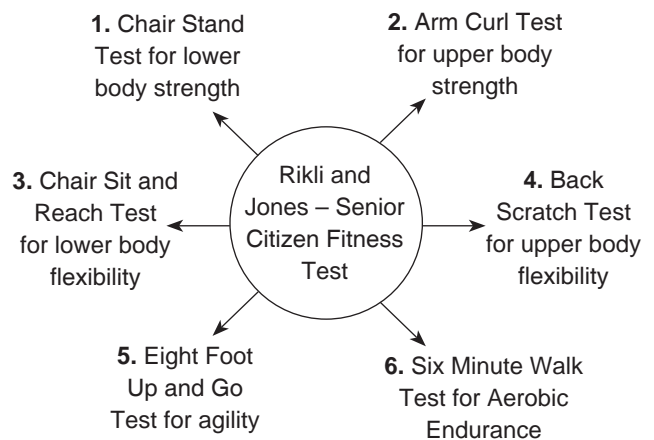 1. Chair Stand
Test for lower
body strength
2. Arm Curl Test
for upper body
strength
3. Chair Sit and
Reach Test
for lower body
flexibility
Rikli and
Jones – Senior
Citizen Fitness
Test
4. Back
Scratch Test
for upper body
flexibility
5. Eight Foot
Up and Go
Test for agility
6. Six Minute Walk
Test for Aerobic
Endurance